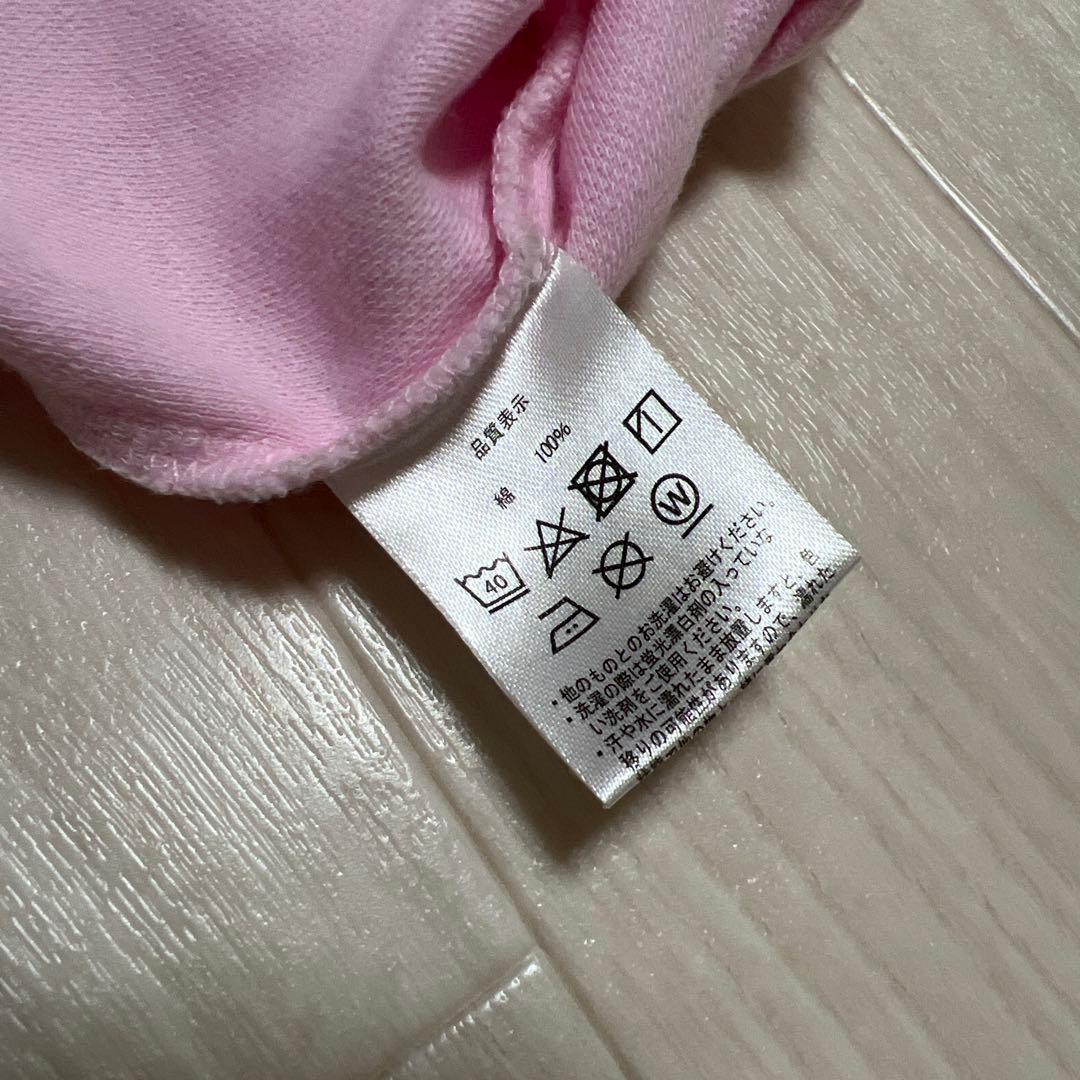 品質表示
綿 100%
40
W
・他のものとのお洗濯はお避けください。
・洗濯の際は蛍光漂白剤の入っていな
い洗剤をご使用ください。
・汗や水に濡れたまま放置しますと、色
移りの可能性がありますので、濡れた